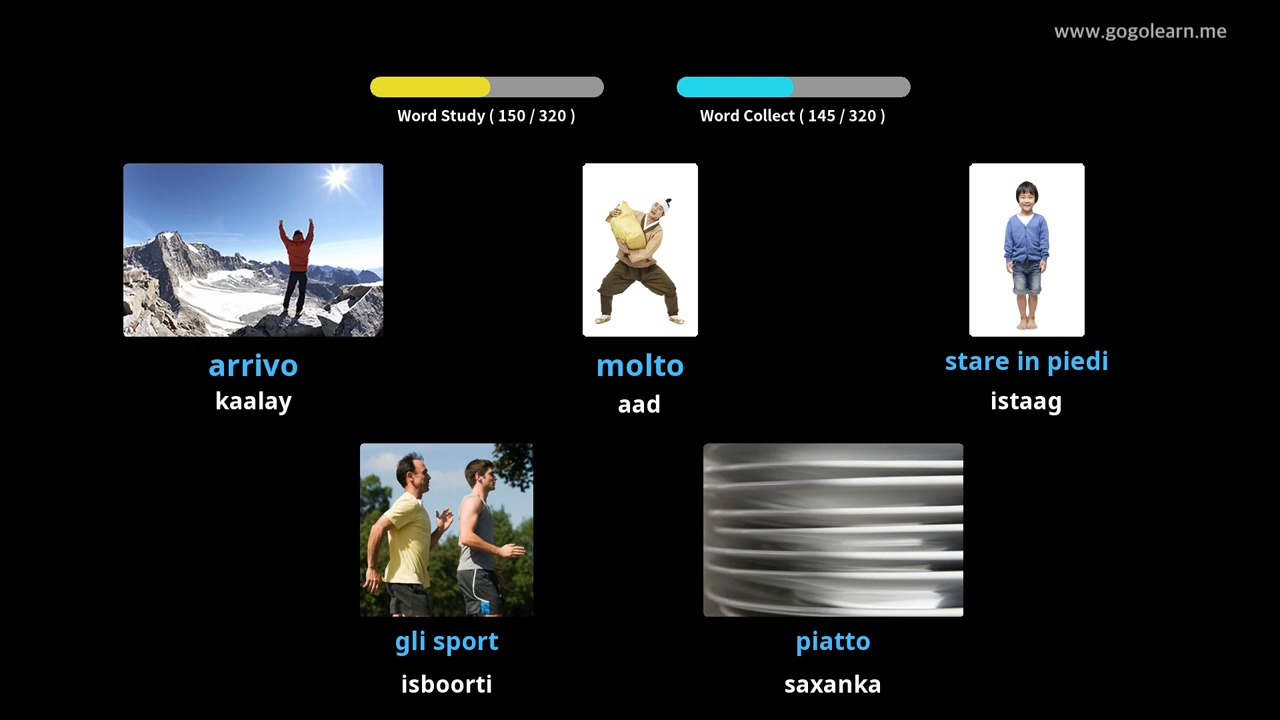 www.gogolearn.me
Word Study ( 150 / 320 )
Word Collect ( 145 / 320 )
arrivo
kaalay
molto
aad
stare in piedi
istaag
gli sport
isboorti
piatto
saxanka